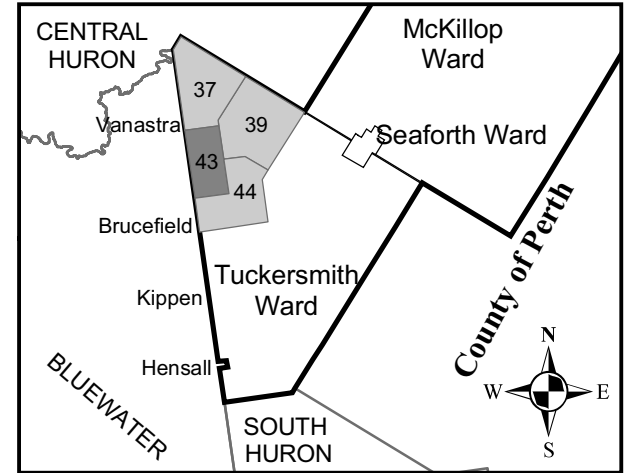 CENTRAL
HURON
McKillop
Ward
37
Vanastra
39
Seaforth Ward
43
44
Brucefield
County of Perth
Tuckersmith
Ward
Kippen
Hensall
BLUEWATER
SOUTH
HURON
N
W
E
S